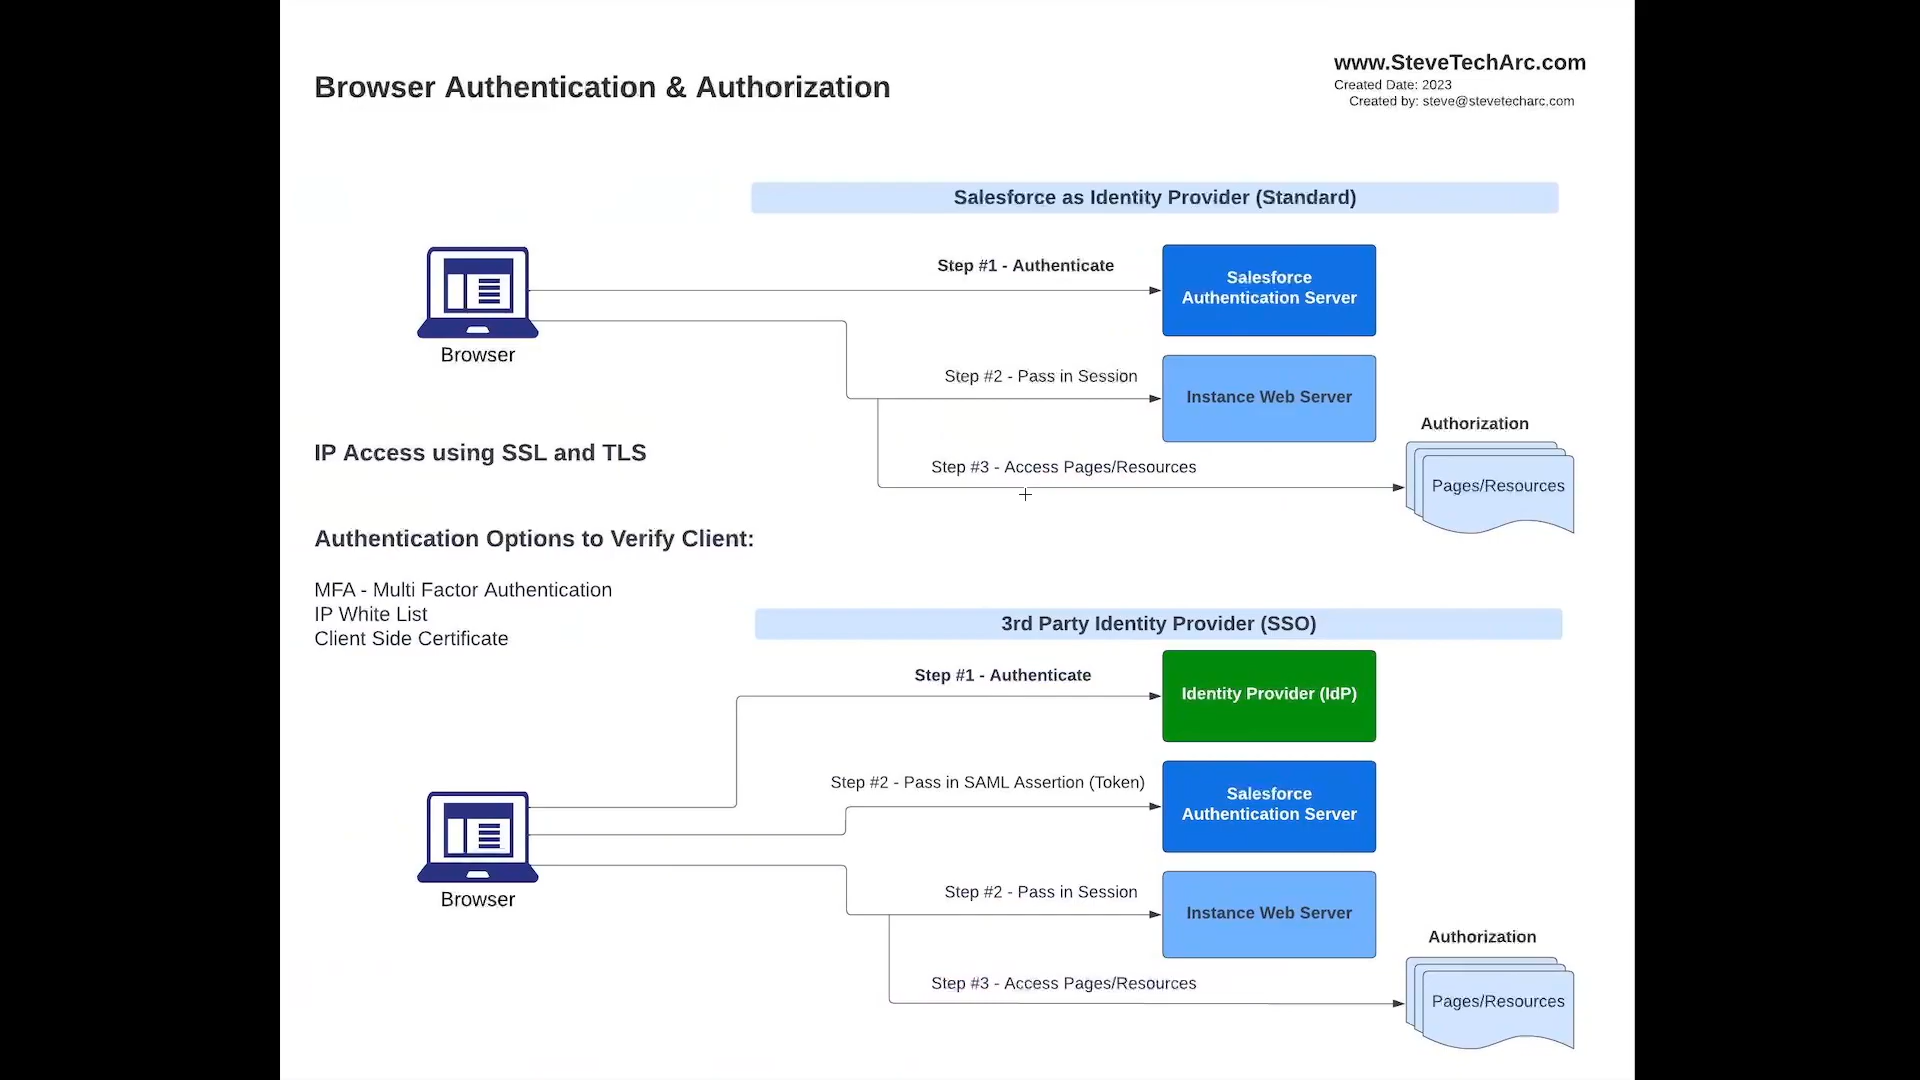 Browser Authentication & Authorization
www.SteveTechArc.com
Created Date: 2023
Created by: steve@stevetecharc.com
Salesforce as Identity Provider (Standard)
Browser
Step #1 - Authenticate
Salesforce
Authentication Server
Step #2 - Pass in Session
Instance Web Server
Step #3 - Access Pages/Resources
Authorization
Pages/Resources
IP Access using SSL and TLS
Authentication Options to Verify Client:
MFA - Multi Factor Authentication
IP White List
Client Side Certificate
3rd Party Identity Provider (SSO)
Browser
Step #1 - Authenticate
Identity Provider (IdP)
Step #2 - Pass in SAML Assertion (Token)
Salesforce
Authentication Server
Step #2 - Pass in Session
Instance Web Server
Step #3 - Access Pages/Resources
Authorization
Pages/Resources